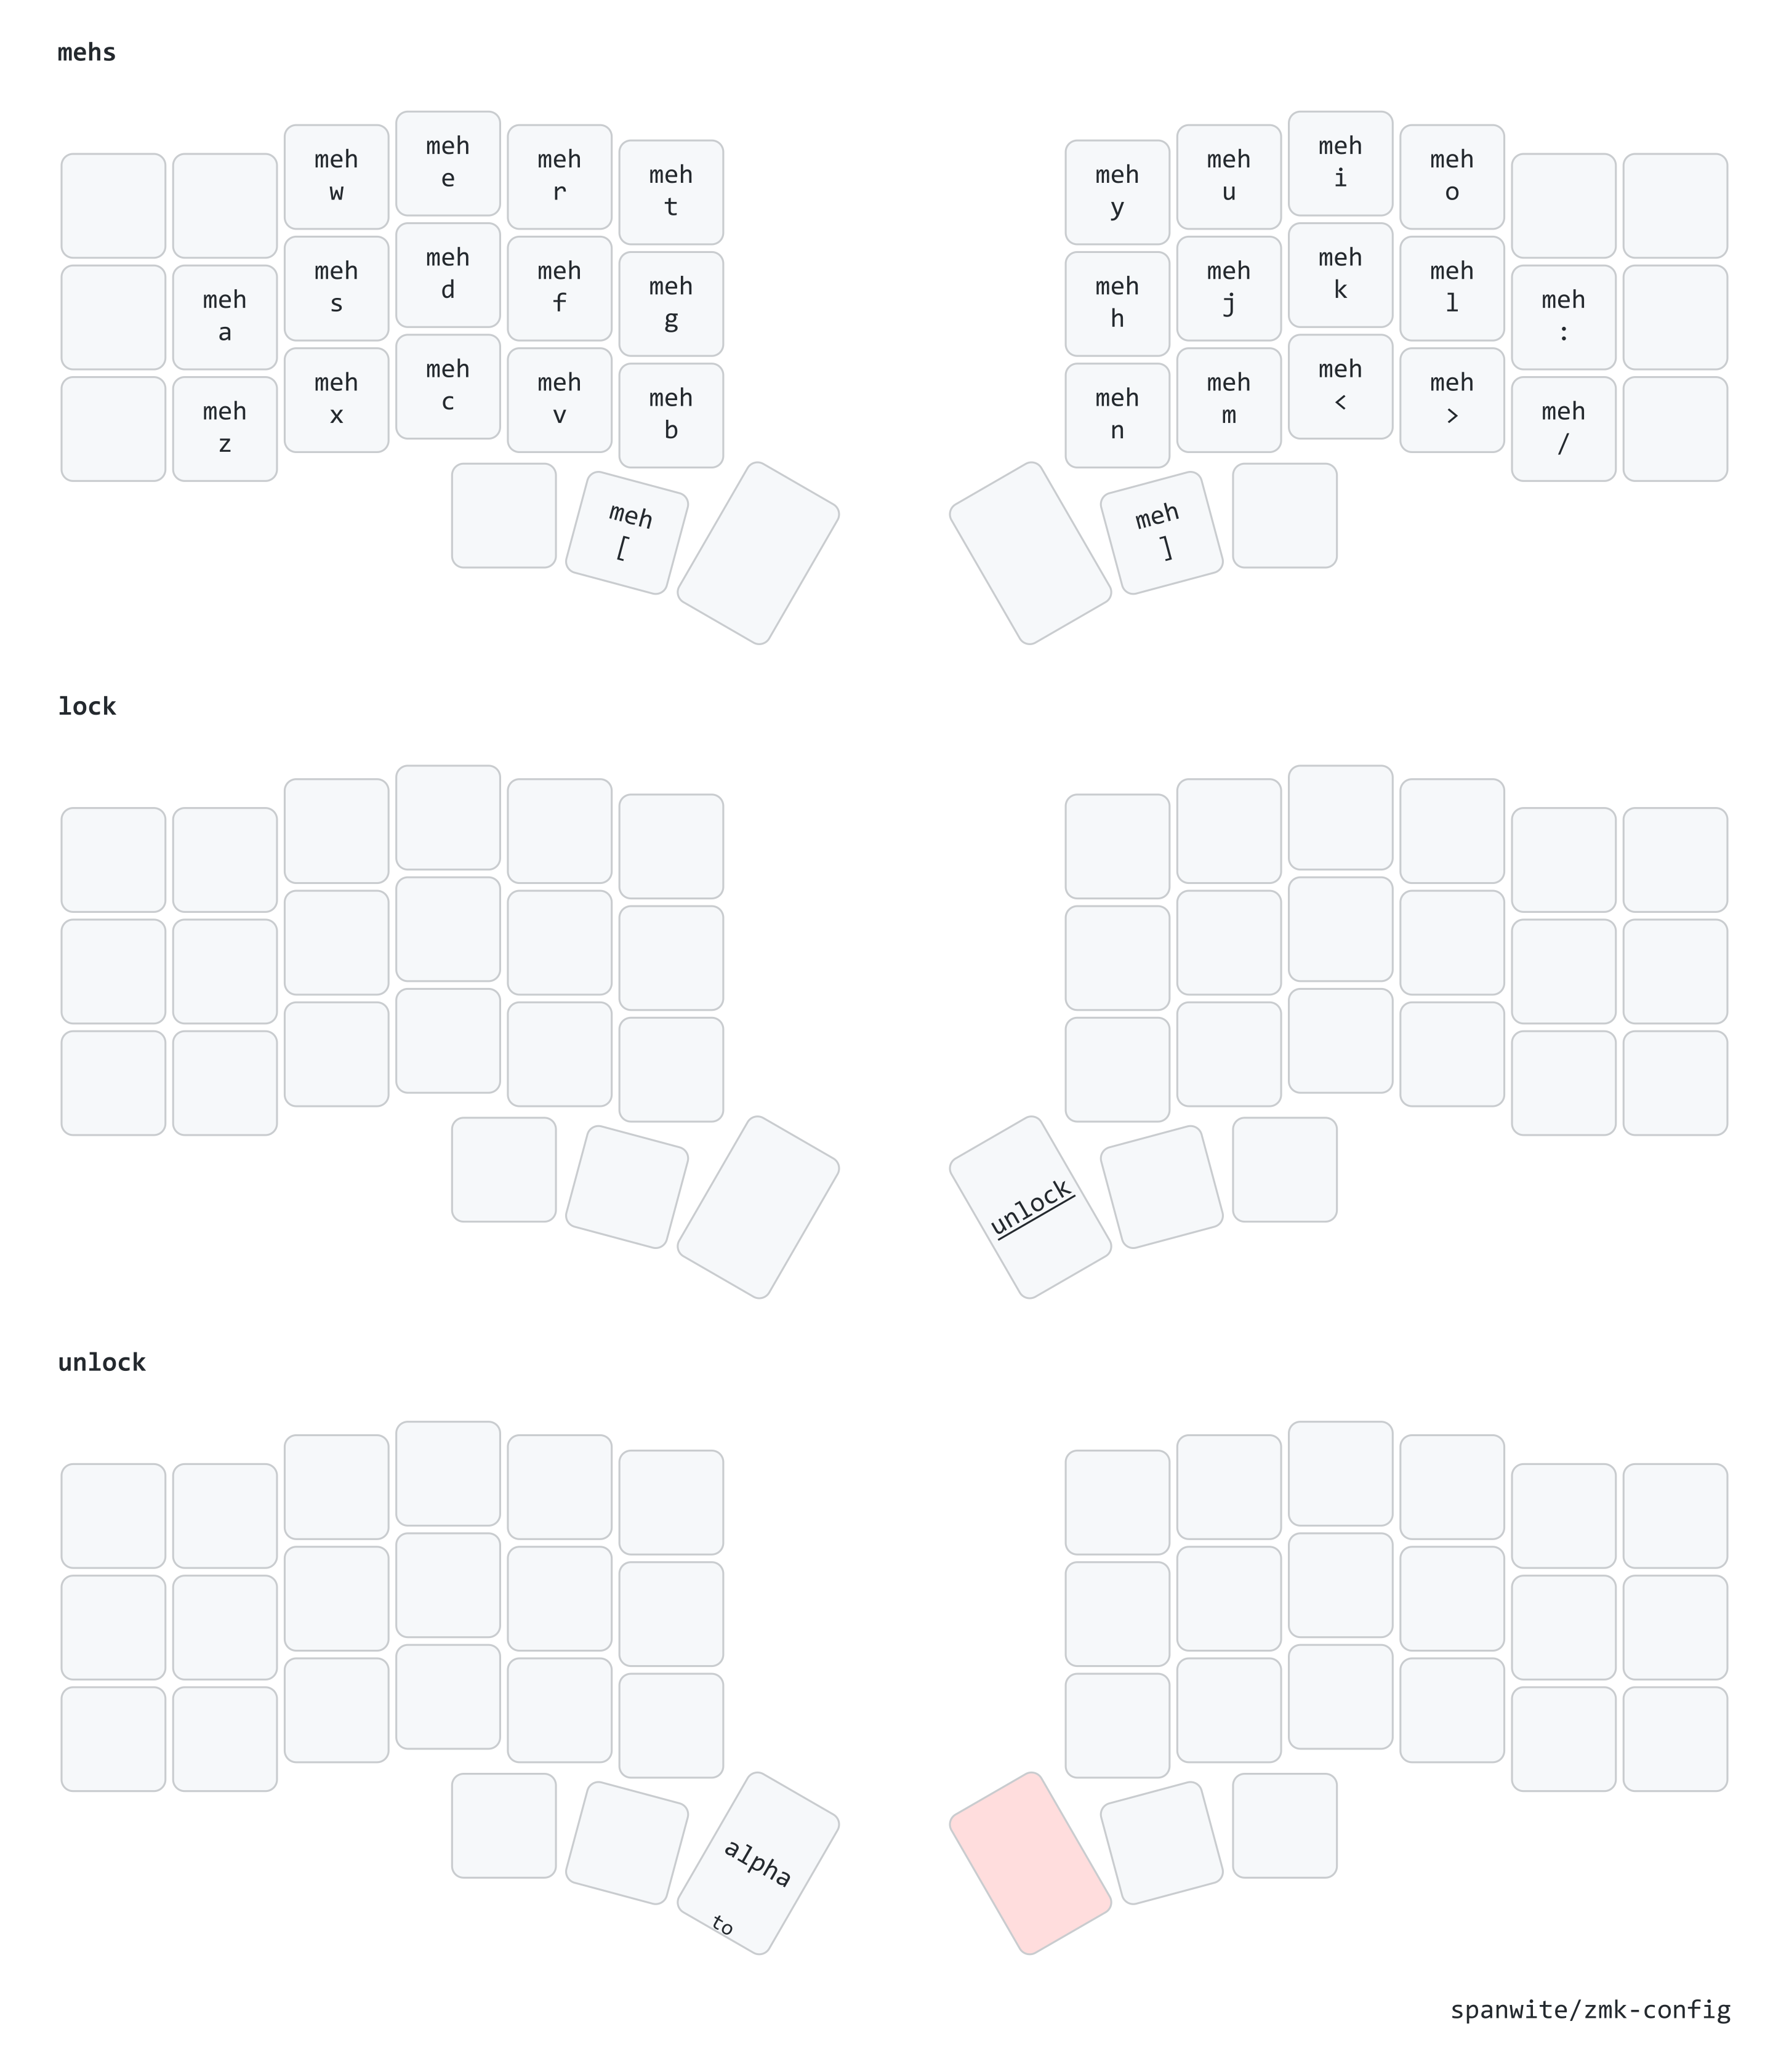 mehs
meh w
meh e
meh r
meh t
meh y
meh u
meh i
meh o
meh a
meh s
meh d
meh f
meh g
meh h
meh j
meh k
meh l
meh :
meh z
meh x
meh c
meh v
meh b
meh n
meh m
meh <
meh >
meh /
meh [
meh ]
lock
unlock
unlock
alpha
to
spanwite/zmk-config